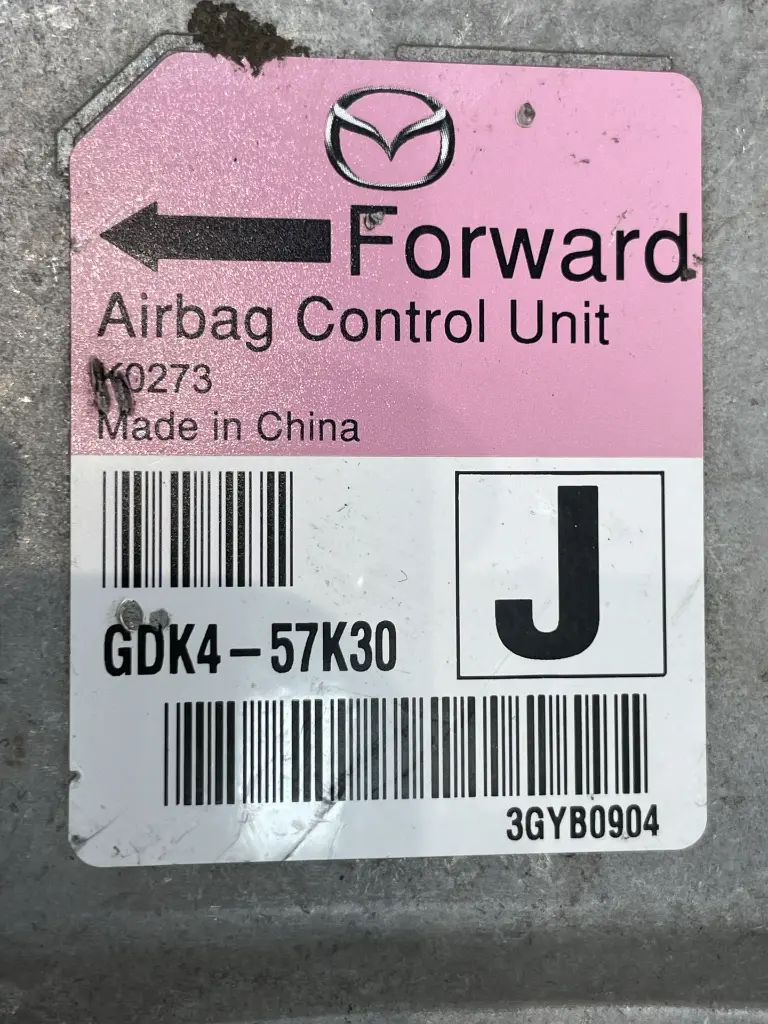 Forward
Airbag Control Unit
K0273
Made in China
J
GDK4-57K30
3GYB0904